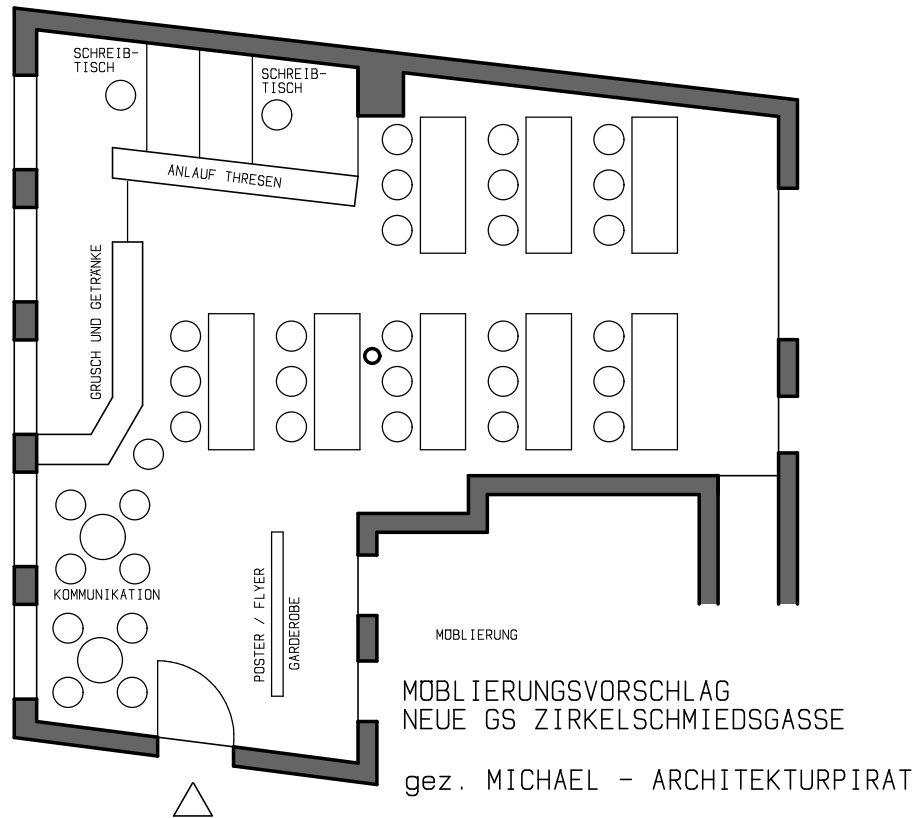 SCHREIB-
TISCH
SCHREIB-
TISCH
ANLAUF THRESEN
GRUSCH UND GETRÄNKE
KOMMUNIKATION
POSTER / FLYER
GARDEROBE
MÖBLIERUNG
MÖBLIERUNGSVORSCHLAG
NEUE GS ZIRKELSCHMIEDSGASSE
gez. MICHAEL - ARCHITEKTURPIRAT